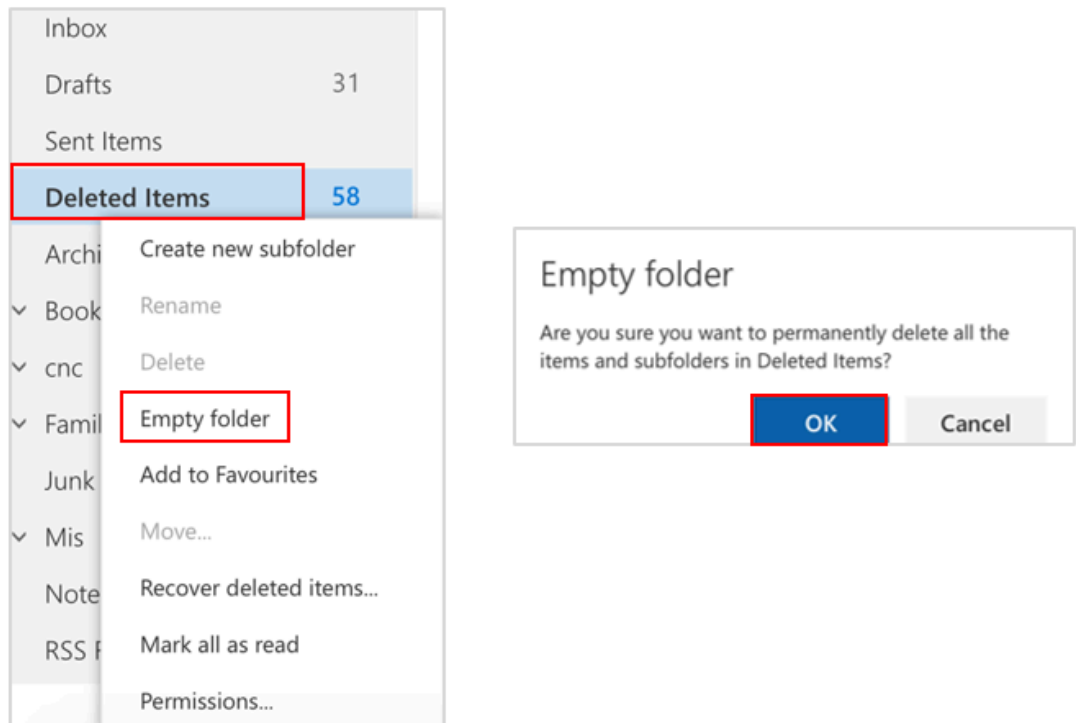 Inbox
Drafts 31
Sent Items
Deleted Items 58
Archi
Create new subfolder
Book
Rename
cnc
Delete
Famil
Empty folder
Junk
Add to Favourites
Mis
Move...
Note
Recover deleted items...
RSS F
Mark all as read
Permissions...
Empty folder
Are you sure you want to permanently delete all the
items and subfolders in Deleted Items?
OK Cancel